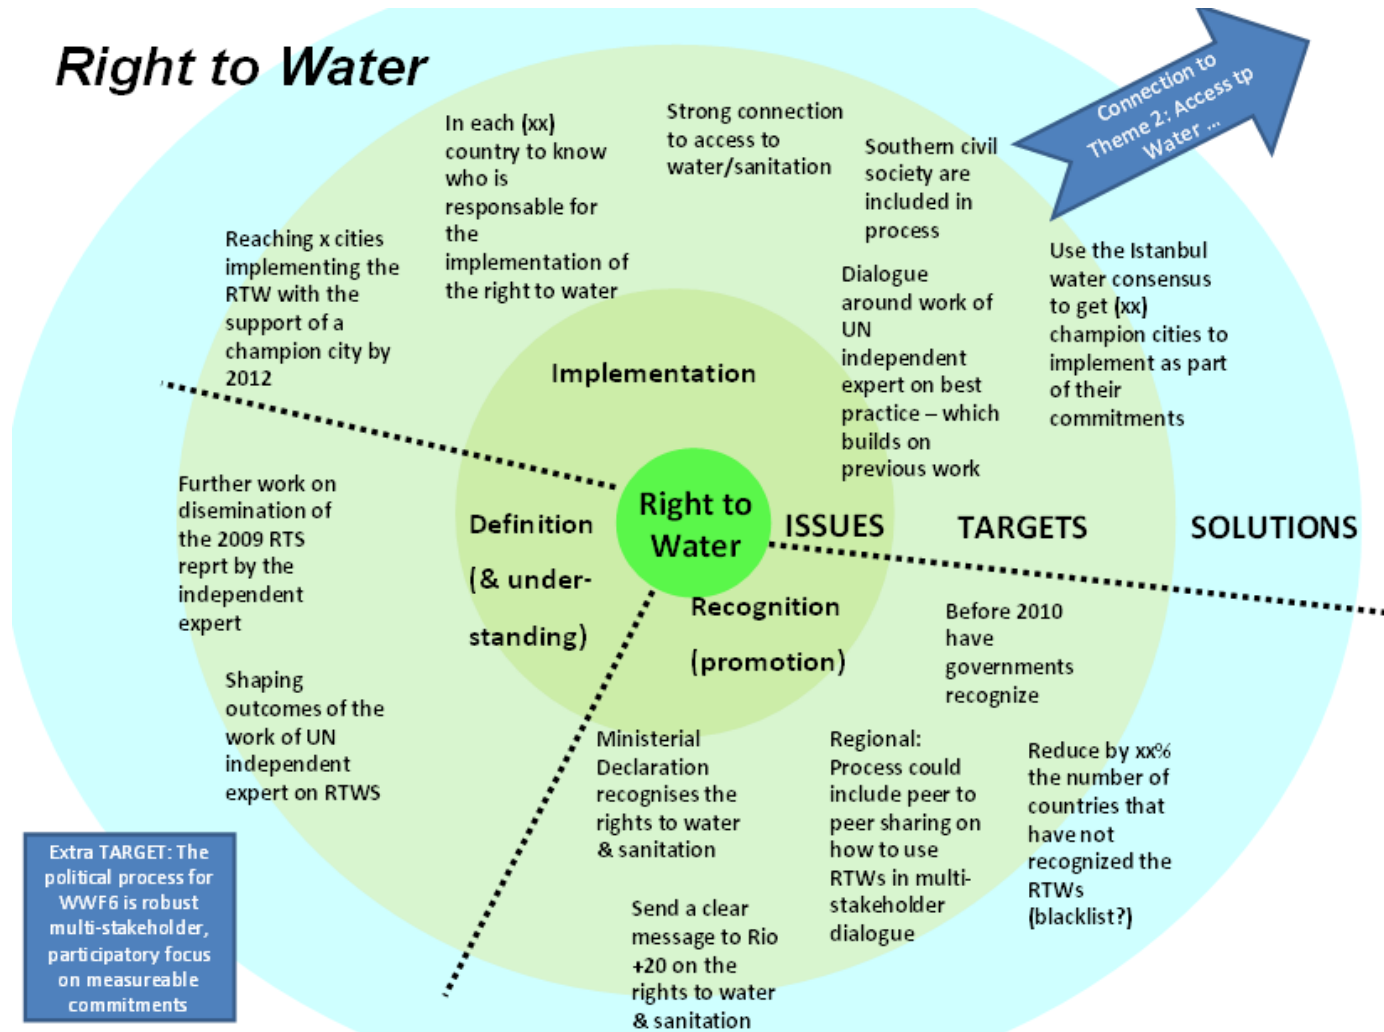 Right to Water
Connection to
Theme 2: Access tp
Water ...
In each (xx)
country to know
who is
responsable for
the
implementation of
the right to water
Strong connection
to access to
water/sanitation
Southern civil
society are
included in
process
Reaching x cities
implementing the
RTW with the
support of a
champion city by
2012
Dialogue
around work of
UN
independent
expert on best
practice – which
builds on
previous work
Use the Istanbul
water consensus
to get (xx)
champion cities to
implement as part
of their
commitments
Implementation
Further work on
disemination of
the 2009 RTS
reprt by the
independent
expert
Definition
(& under-
standing)
Right to
Water
ISSUES
TARGETS
SOLUTIONS
Recognition
(promotion)
Before 2010
have
governments
recognize
Shaping
outcomes of the
work of UN
independent
expert on RTWS
Ministerial
Declaration
recognises the
rights to water
& sanitation
Regional:
Process could
include peer to
peer sharing on
how to use
RTWs in multi-
stakeholder
dialogue
Reduce by xx%
the number of
countries that
have not
recognized the
RTWs
(blacklist?)
Send a clear
message to Rio
+20 on the
rights to water
& sanitation
Extra TARGET: The
political process for
WWF6 is robust
multi-stakeholder,
participatory focus
on measureable
commitments